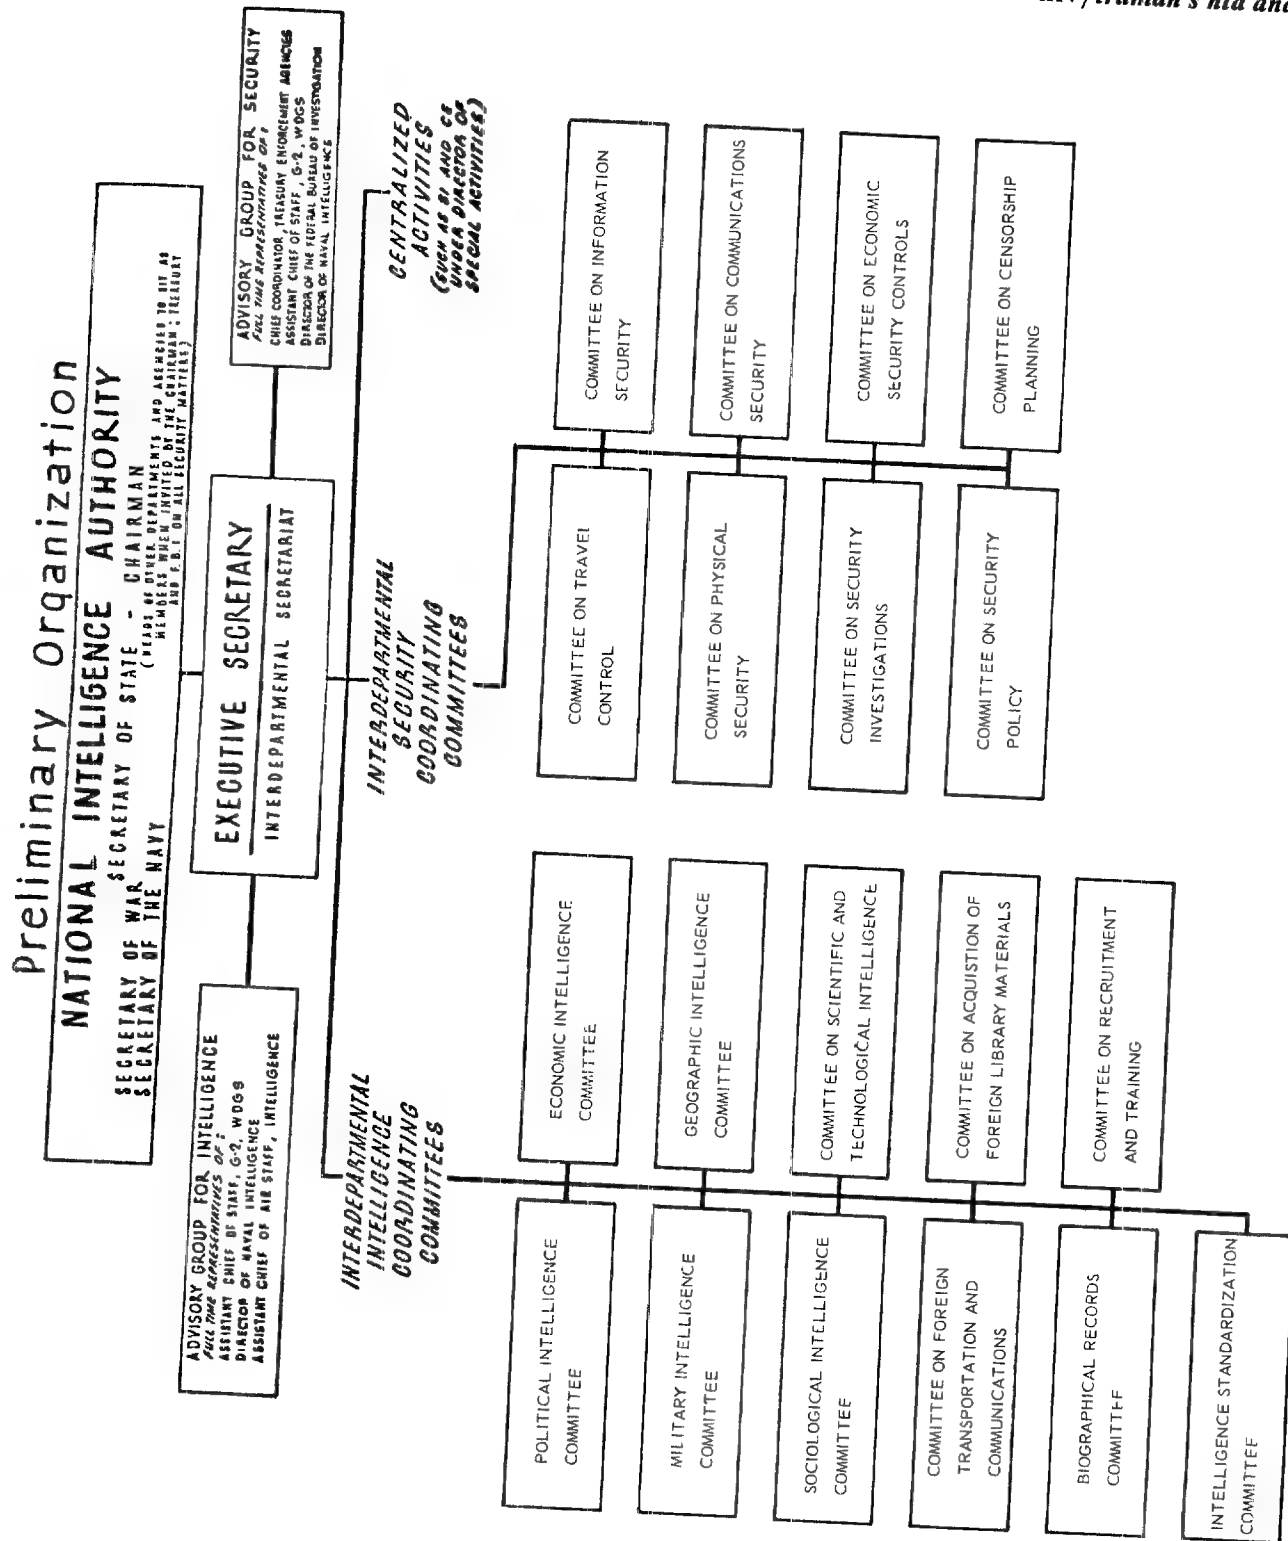 Preliminary Organization
NATIONAL INTELLIGENCE AUTHORITY
SECRETARY OF STATE - CHAIRMAN
SECRETARY OF WAR
SECRETARY OF THE NAVY
(HEADS OF OTHER DEPARTMENTS AND AGENCIES TO SIT AS
MEMBERS WHEN INVITED BY THE CHAIRMAN; TREASURY
AND F.B.I ON ALL SECURITY MATTERS)
ADVISORY GROUP FOR INTELLIGENCE
FULL TIME REPRESENTATIVES OF:
ASSISTANT CHIEF OF STAFF, G-2, WDGS
DIRECTOR OF NAVAL INTELLIGENCE
ASSISTANT CHIEF OF AIR STAFF, INTELLIGENCE
EXECUTIVE SECRETARY
INTERDEPARTMENTAL SECRETARIAT
ADVISORY GROUP FOR SECURITY
FULL TIME REPRESENTATIVES OF:
CHIEF COORDINATOR, TREASURY ENFORCEMENT AGENCIES
ASSISTANT CHIEF OF STAFF, G-2, WDGS
DIRECTOR OF THE FEDERAL BUREAU OF INVESTIGATION
DIRECTOR OF NAVAL INTELLIGENCE
INTERDEPARTMENTAL
INTELLIGENCE
COORDINATING
COMMITTEES
INTERDEPARTMENTAL
SECURITY
COORDINATING
COMMITTEES
CENTRALIZED
ACTIVITIES
(SUCH AS SI AND CE
UNDER DIRECTOR OF
SPECIAL ACTIVITIES)
POLITICAL INTELLIGENCE
COMMITTEE
ECONOMIC INTELLIGENCE
COMMITTEE
MILITARY INTELLIGENCE
COMMITTEE
GEOGRAPHIC INTELLIGENCE
COMMITTEE
SOCIOLOGICAL INTELLIGENCE
COMMITTEE
COMMITTEE ON SCIENTIFIC AND
TECHNOLOGICAL INTELLIGENCE
COMMITTEE ON FOREIGN
TRANSPORTATION AND
COMMUNICATIONS
COMMITTEE ON ACQUISTION OF
FOREIGN LIBRARY MATERIALS
BIOGRAPHICAL RECORDS
COMMITTEE
COMMITTEE ON RECRUITMENT
AND TRAINING
INTELLIGENCE STANDARDIZATION
COMMITTEE
COMMITTEE ON TRAVEL
CONTROL
COMMITTEE ON INFORMATION
SECURITY
COMMITTEE ON PHYSICAL
SECURITY
COMMITTEE ON COMMUNICATIONS
SECURITY
COMMITTEE ON SECURITY
INVESTIGATIONS
COMMITTEE ON ECONOMIC
SECURITY CONTROLS
COMMITTEE ON SECURITY
POLICY
COMMITTEE ON CENSORSHIP
PLANNING
truman's nia and